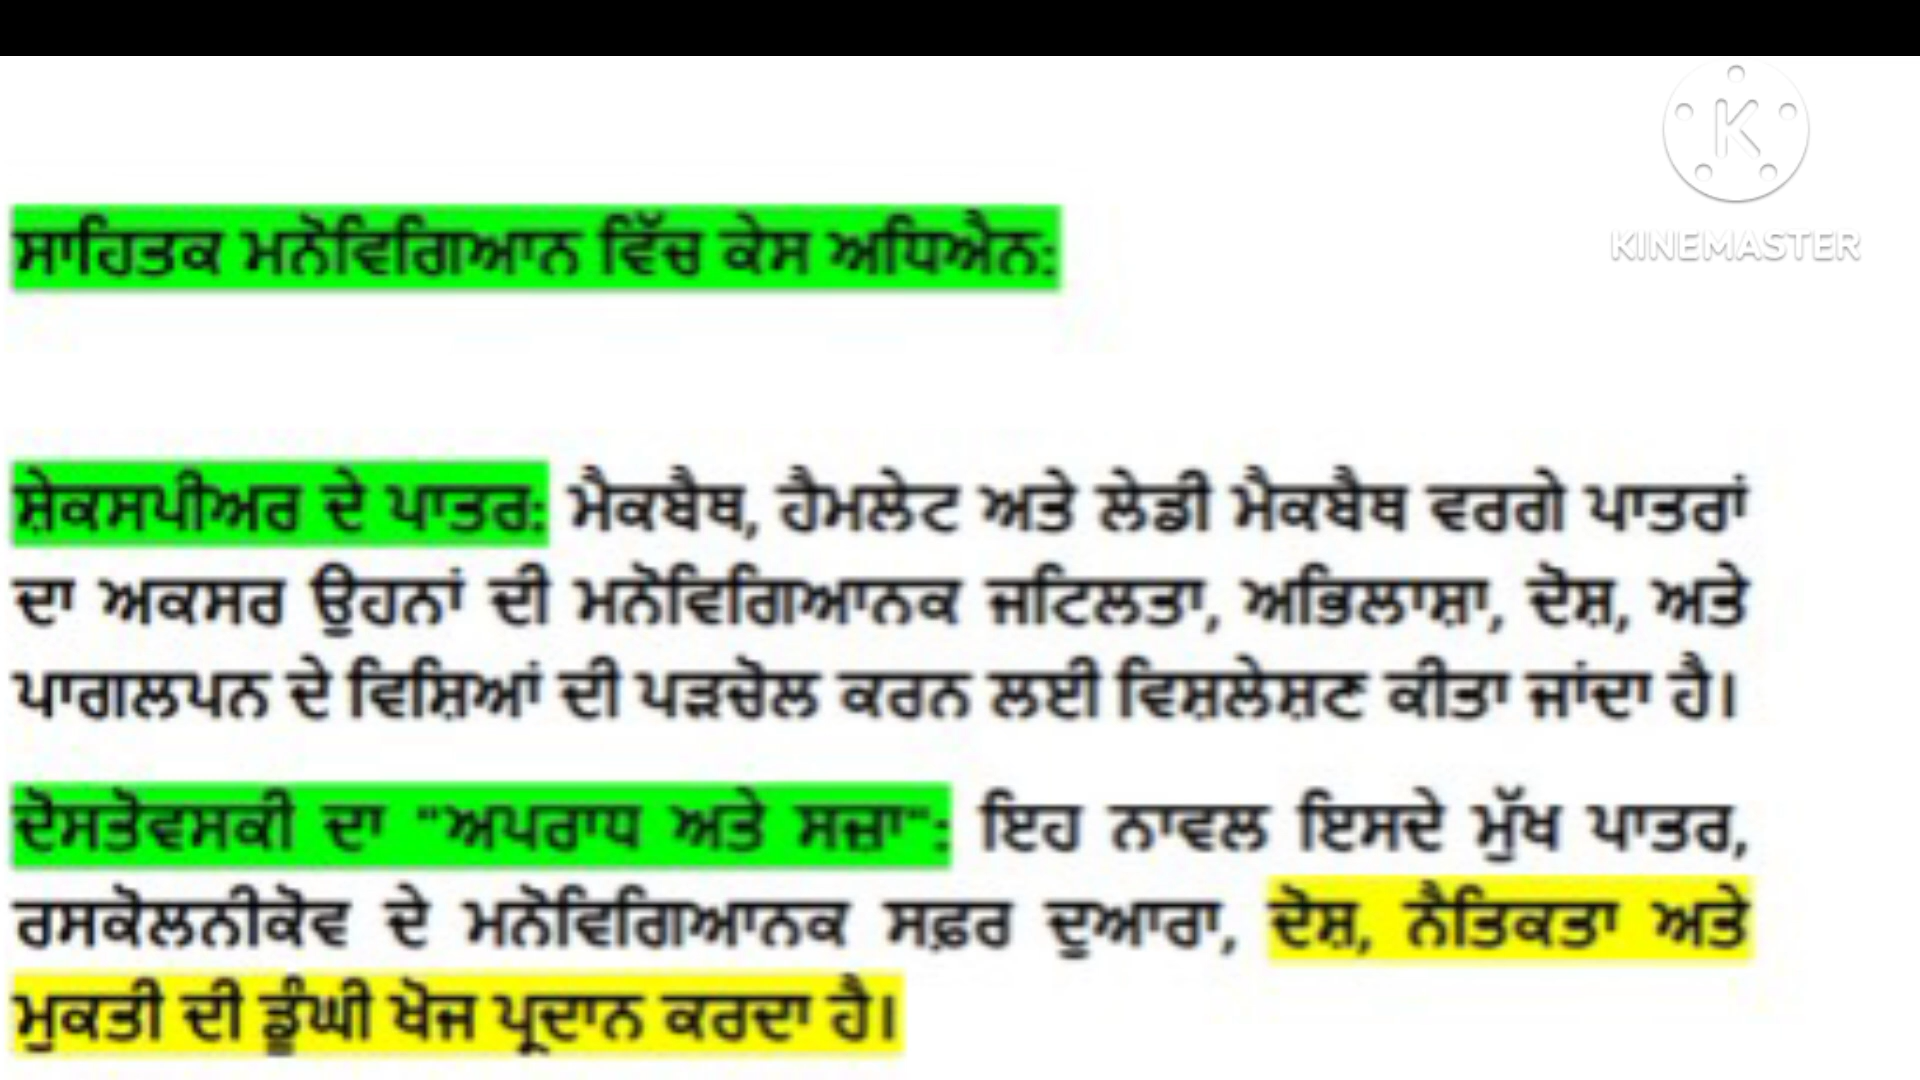 KINEMASTER
ਸਾਹਿਤਕ ਮਨੋਵਿਗਿਆਨ ਵਿੱਚ ਕੇਸ ਅਧਿਐਨ:
ਸ਼ੇਕਸਪੀਅਰ ਦੇ ਪਾਤਰ: ਮੈਕਬੈਥ, ਹੈਮਲੇਟ ਅਤੇ ਲੇਡੀ ਮੈਕਬੈਥ ਵਰਗੇ ਪਾਤਰਾਂ
ਦਾ ਅਕਸਰ ਉਹਨਾਂ ਦੀ ਮਨੋਵਿਗਿਆਨਕ ਜਟਿਲਤਾ, ਅਭਿਲਾਸ਼ਾ, ਦੋਸ਼, ਅਤੇ
ਪਾਗਲਪਨ ਦੇ ਵਿਸ਼ਿਆਂ ਦੀ ਪੜਚੋਲ ਕਰਨ ਲਈ ਵਿਸ਼ਲੇਸ਼ਣ ਕੀਤਾ ਜਾਂਦਾ ਹੈ।
ਦੋਸਤੋਵਸਕੀ ਦਾ "ਅਪਰਾਧ ਅਤੇ ਸਜ਼ਾ": ਇਹ ਨਾਵਲ ਇਸਦੇ ਮੁੱਖ ਪਾਤਰ,
ਰਸਕੋਲਨੀਕੋਵ ਦੇ ਮਨੋਵਿਗਿਆਨਕ ਸਫ਼ਰ ਦੁਆਰਾ, ਦੋਸ਼, ਨੈਤਿਕਤਾ ਅਤੇ
ਮੁਕਤੀ ਦੀ ਡੂੰਘੀ ਖੋਜ ਪ੍ਰਦਾਨ ਕਰਦਾ ਹੈ।